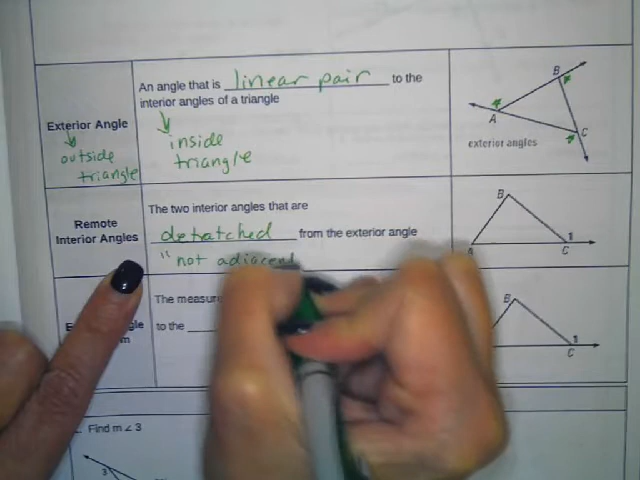 An angle that is linear pair to the
interior angles of a triangle
Exterior Angle
outside
triangle
inside
triangle
B
A
C
exterior angles
Remote
Interior Angles
The two interior angles that are
detatched from the exterior angle
"not adjacent
B
A
C
1
The measure
to the
B
C
1
Find m∠3
3